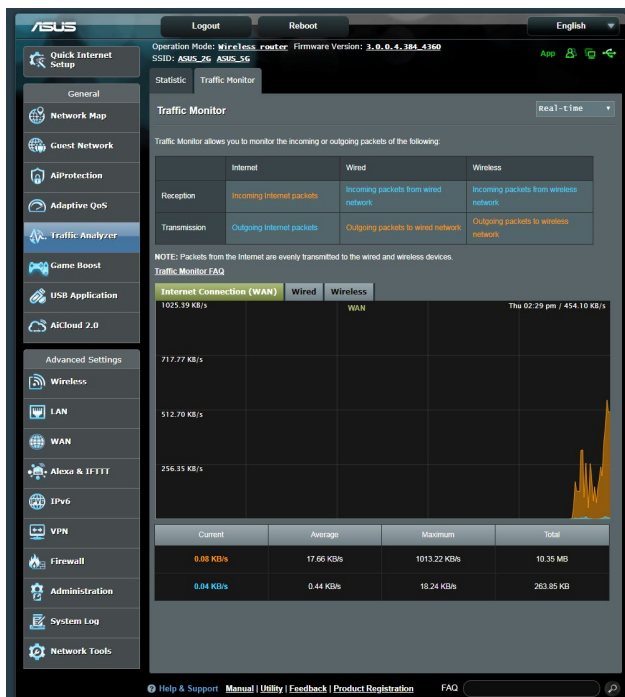 ASUS
Logout
Reboot
English
Operation Mode: Wireless router Firmware Version: 3.0.0.4.384_4360
SSID: ASUS_2G ASUS_5G
App
Quick Internet
Setup
General
Network Map
Guest Network
AiProtection
Adaptive QoS
Traffic Analyzer
Game Boost
USB Application
AiCloud 2.0
Advanced Settings
Wireless
LAN
WAN
Alexa & IFTTT
IPv6
VPN
Firewall
Administration
System Log
Network Tools
Statistic Traffic Monitor
Traffic Monitor
Real-time
Traffic Monitor allows you to monitor the incoming or outgoing packets of the following:
Internet Wired Wireless
Reception
Incoming Internet packets
Incoming packets from wired
network
Incoming packets from wireless
network
Transmission
Outgoing Internet packets
Outgoing packets to wired network
Outgoing packets to wireless
network
NOTE: Packets from the Internet are evenly transmitted to the wired and wireless devices.
Traffic Monitor FAQ
Internet Connection (WAN) Wired Wireless
1025.39 KB/s
WAN
Thu 02:29 pm / 454.10 KB/s
717.77 KB/s
512.70 KB/s
256.35 KB/s
Current Average Maximum Total
0.08 KB/s 17.66 KB/s 1013.22 KB/s 10.35 MB
0.04 KB/s 0.44 KB/s 18.24 KB/s 263.85 KB
Help & Support Manual | Utility | Feedback | Product Registration FAQ